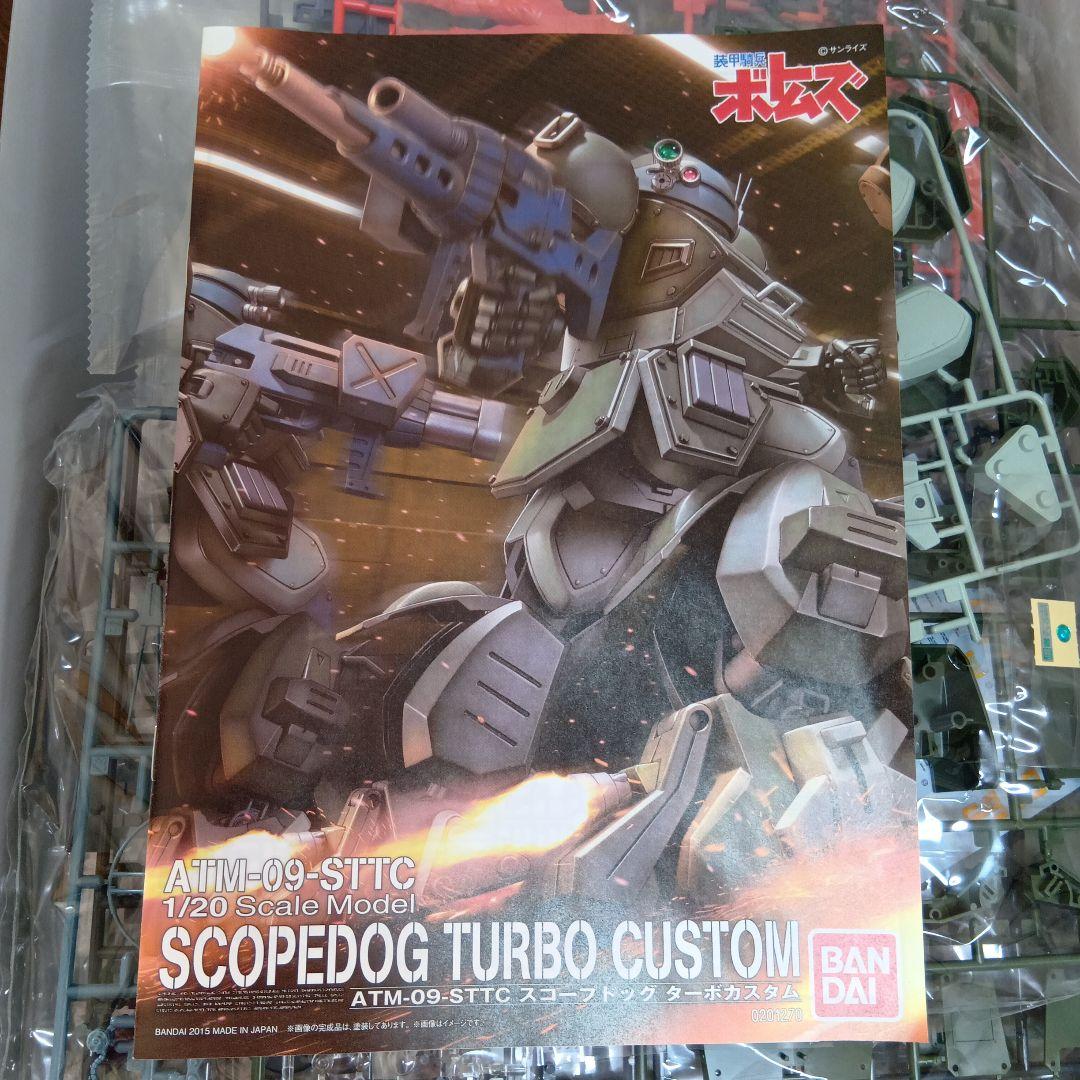 ©サンライズ
装甲騎兵
ボトムズ
ATM-09-STTC
1/20 Scale Model
SCOPEDOG TURBO CUSTOM
ATM-09-STTC スコープドッグ ターボカスタム
0201270
BAN
DAI
BANDAI 2015 MADE IN JAPAN ※画像の完成品は、塗装してあります。 ※画像はイメージです。